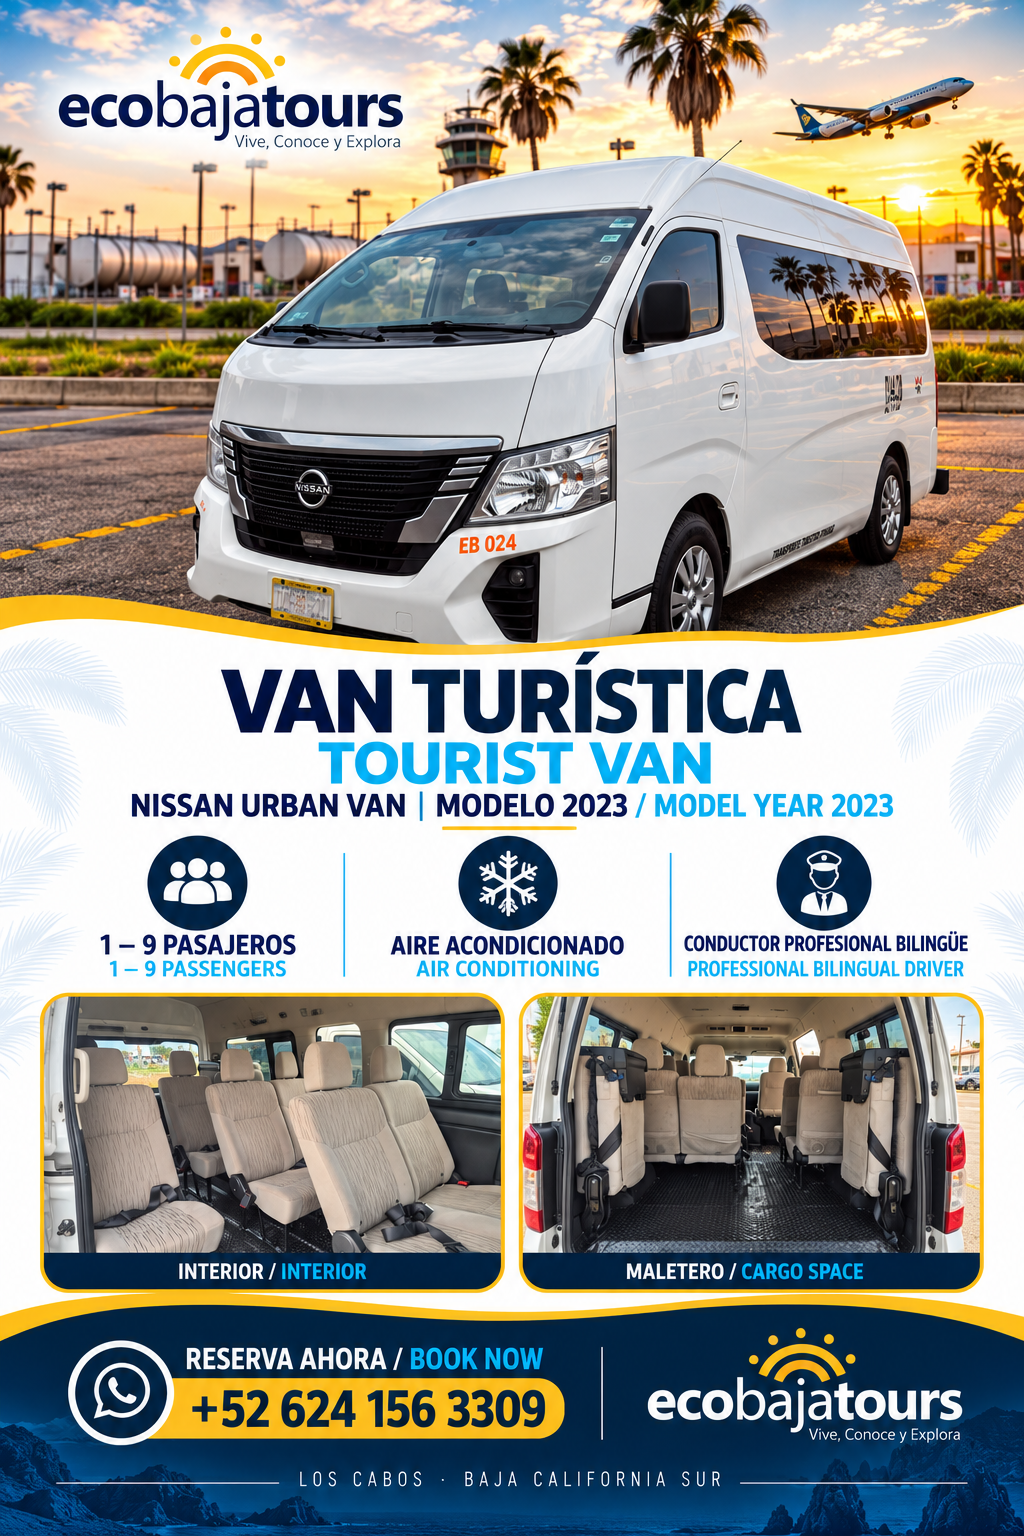 ecobajatours
Vive, Conoce y Explora
NISSAN
EB 024
VAN TURÍSTICA
TOURIST VAN
NISSAN URBAN VAN | MODELO 2023 / MODEL YEAR 2023
1 – 9 PASAJEROS
1 – 9 PASSENGERS
AIRE ACONDICIONADO
AIR CONDITIONING
CONDUCTOR PROFESIONAL BILINGÜE
PROFESSIONAL BILINGUAL DRIVER
INTERIOR / INTERIOR
MALETERO / CARGO SPACE
RESERVA AHORA / BOOK NOW
+52 624 156 3309
ecobajatours
Vive, Conoce y Explora
LOS CABOS · BAJA CALIFORNIA SUR